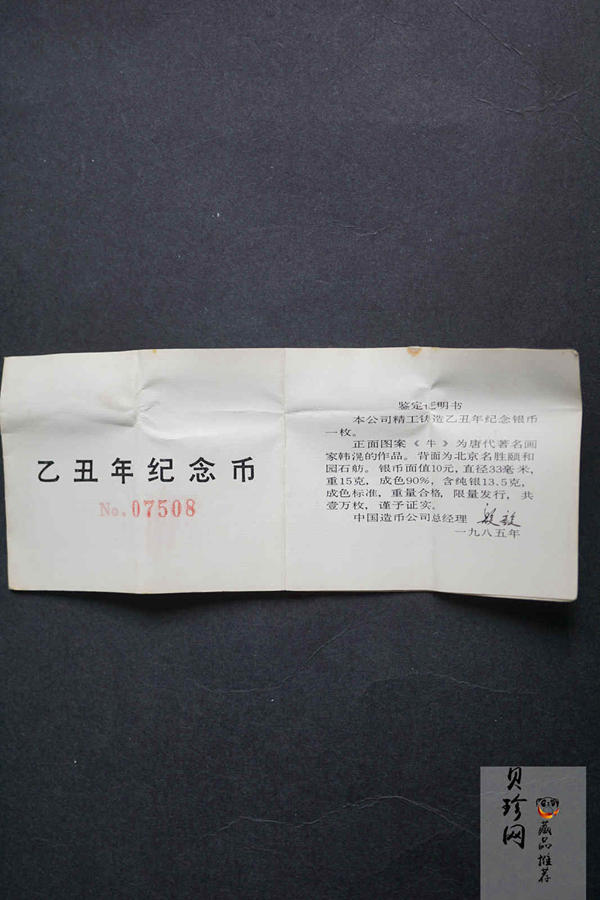 乙丑年纪念币
No.07508
鉴定证明书
本公司精工铸造乙丑年纪念银币
一枚。
正面图案《牛》为唐代著名画
家韩滉的作品。背面为北京名胜颐和
园石舫。银币面值10元，直径33毫米，
重15克，成色90%，含纯银13.5克，
成色标准，重量合格，限量发行，共
壹万枚，谨予证实。
中国造币公司总经理
一九八五年
贝珍网
藏品推荐